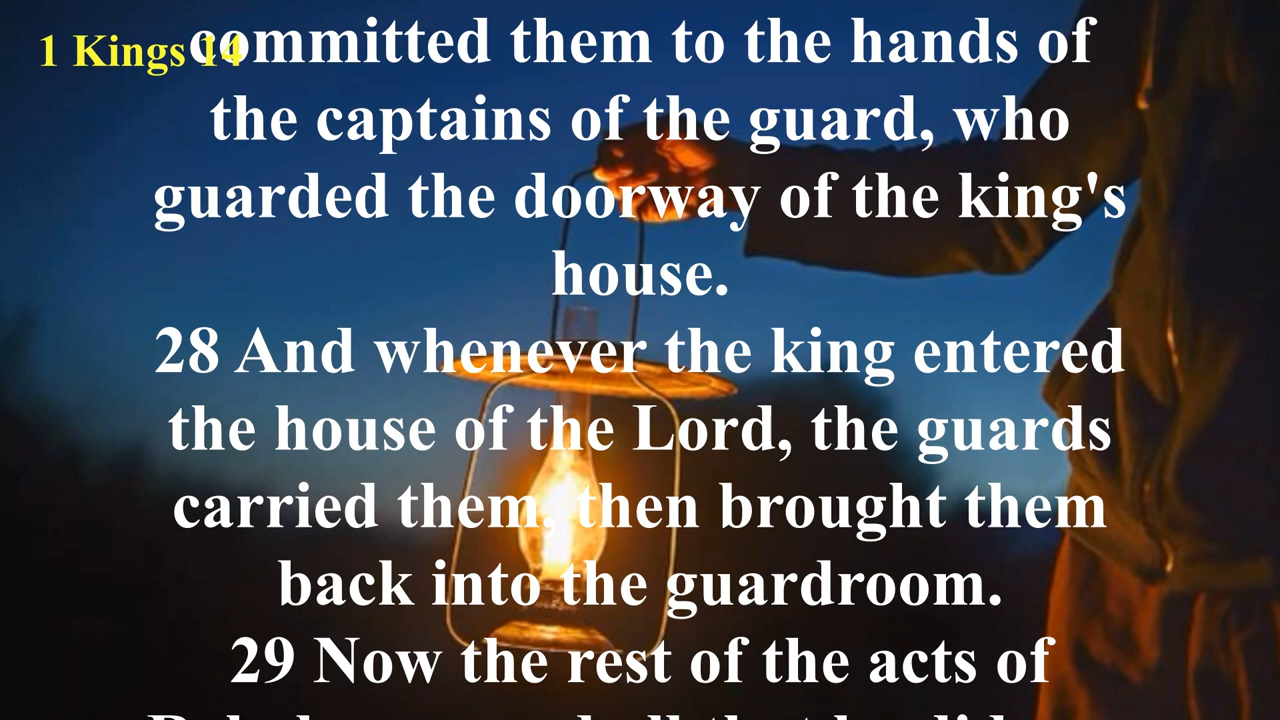 1 Kings 14
committed them to the hands of
the captains of the guard, who
guarded the doorway of the king's
house.
28 And whenever the king entered
the house of the Lord, the guards
carried them, then brought them
back into the guardroom.
29 Now the rest of the acts of